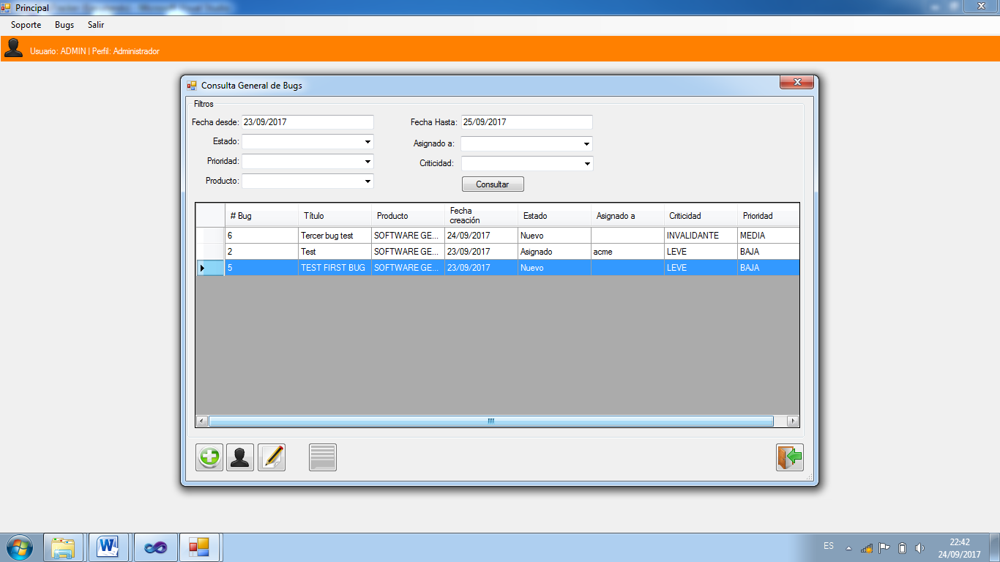 Principal
Soporte Bugs Salir
Usuario: ADMIN | Perfil: Administrador
Consulta General de Bugs
Filtros
Fecha desde: 23/09/2017 Fecha Hasta: 25/09/2017
Estado: Asignado a:
Prioridad: Criticidad:
Producto: Consultar
# Bug Título Producto Fecha creación Estado Asignado a Criticidad Prioridad
6 Tercer bug test SOFTWARE GE... 24/09/2017 Nuevo INVALIDANTE MEDIA
2 Test SOFTWARE GE... 23/09/2017 Asignado acme LEVE BAJA
5 TEST FIRST BUG SOFTWARE GE... 23/09/2017 Nuevo LEVE BAJA
ES 22:42
24/09/2017